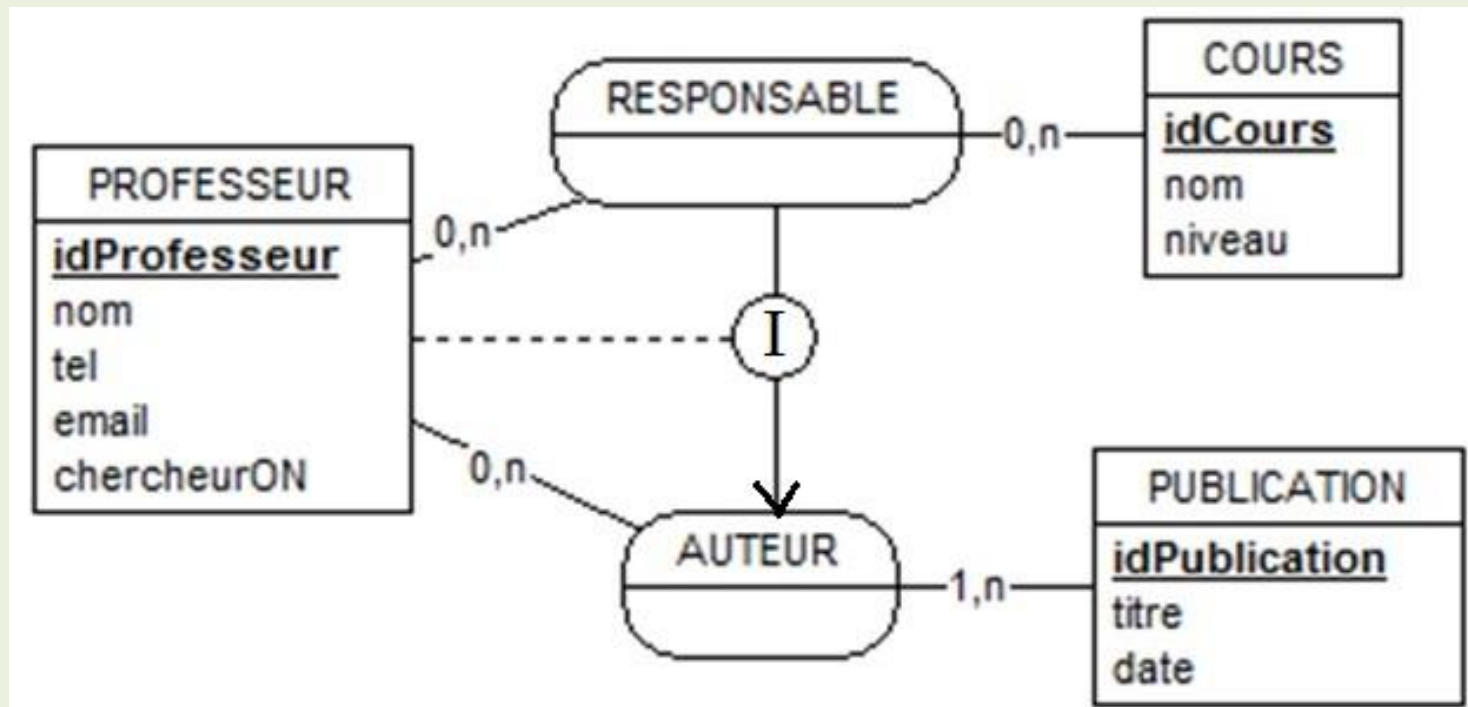 RESPONSABLE
0,n
COURS
idCours
nom
niveau
PROFESSEUR
idProfesseur
nom
tel
email
chercheurON
0,n
I
0,n
AUTEUR
1,n
PUBLICATION
idPublication
titre
date